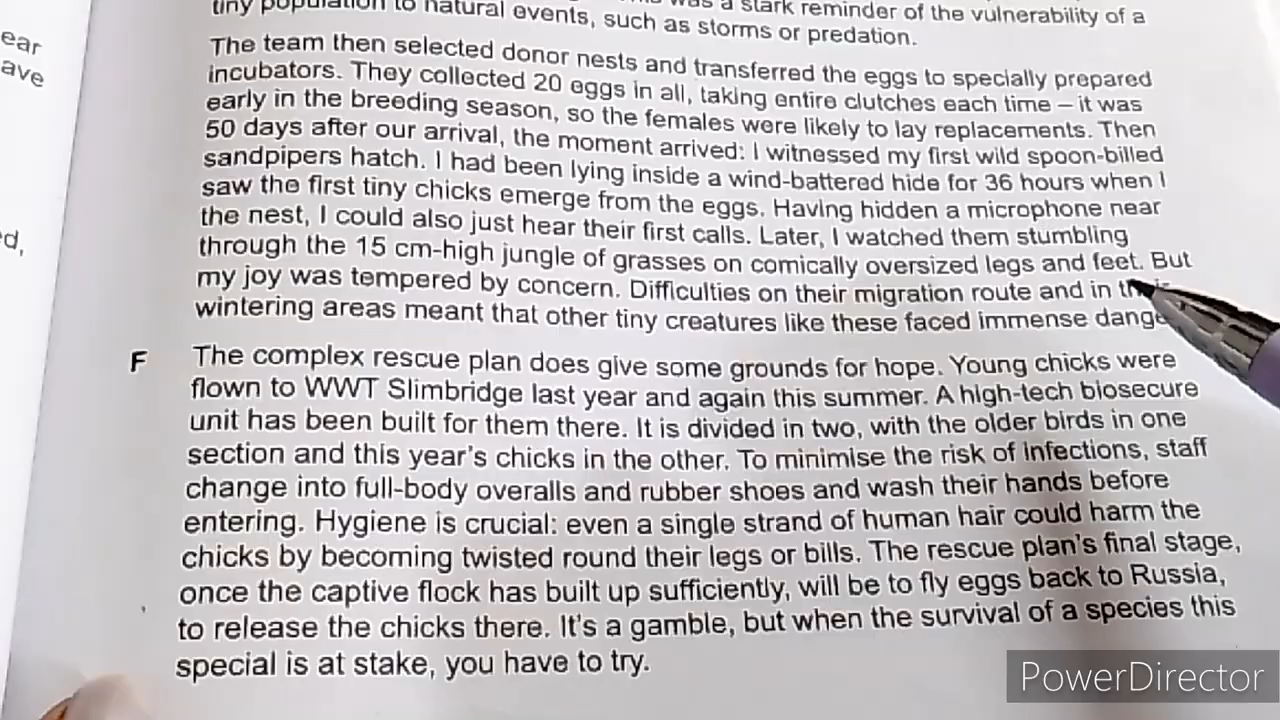 tiny population to natural events, such as storms or predation.
was a stark reminder of the vulnerability of a
ear
ave
The team then selected donor nests and transferred the eggs to specially prepared
incubators. They collected 20 eggs in all, taking entire clutches each time – it was
early in the breeding season, so the females were likely to lay replacements. Then
50 days after our arrival, the moment arrived: I witnessed my first wild spoon-billed
sandpipers hatch. I had been lying inside a wind-battered hide for 36 hours when I
saw the first tiny chicks emerge from the eggs. Having hidden a microphone near
the nest, I could also just hear their first calls. Later, I watched them stumbling
d,
through the 15 cm-high jungle of grasses on comically oversized legs and feet. But
my joy was tempered by concern. Difficulties on their migration route and in
wintering areas meant that other tiny creatures like these faced immense
F The complex rescue plan does give some grounds for hope. Young chicks were
flown to WWT Slimbridge last year and again this summer. A high-tech biosecure
unit has been built for them there. It is divided in two, with the older birds in one
section and this year's chicks in the other. To minimise the risk of infections, staff
change into full-body overalls and rubber shoes and wash their hands before
entering. Hygiene is crucial: even a single strand of human hair could harm the
chicks by becoming twisted round their legs or bills. The rescue plan's final stage,
once the captive flock has built up sufficiently, will be to fly eggs back to Russia,
to release the chicks there. It's a gamble, but when the survival of a species this
special is at stake, you have to try.
PowerDirector